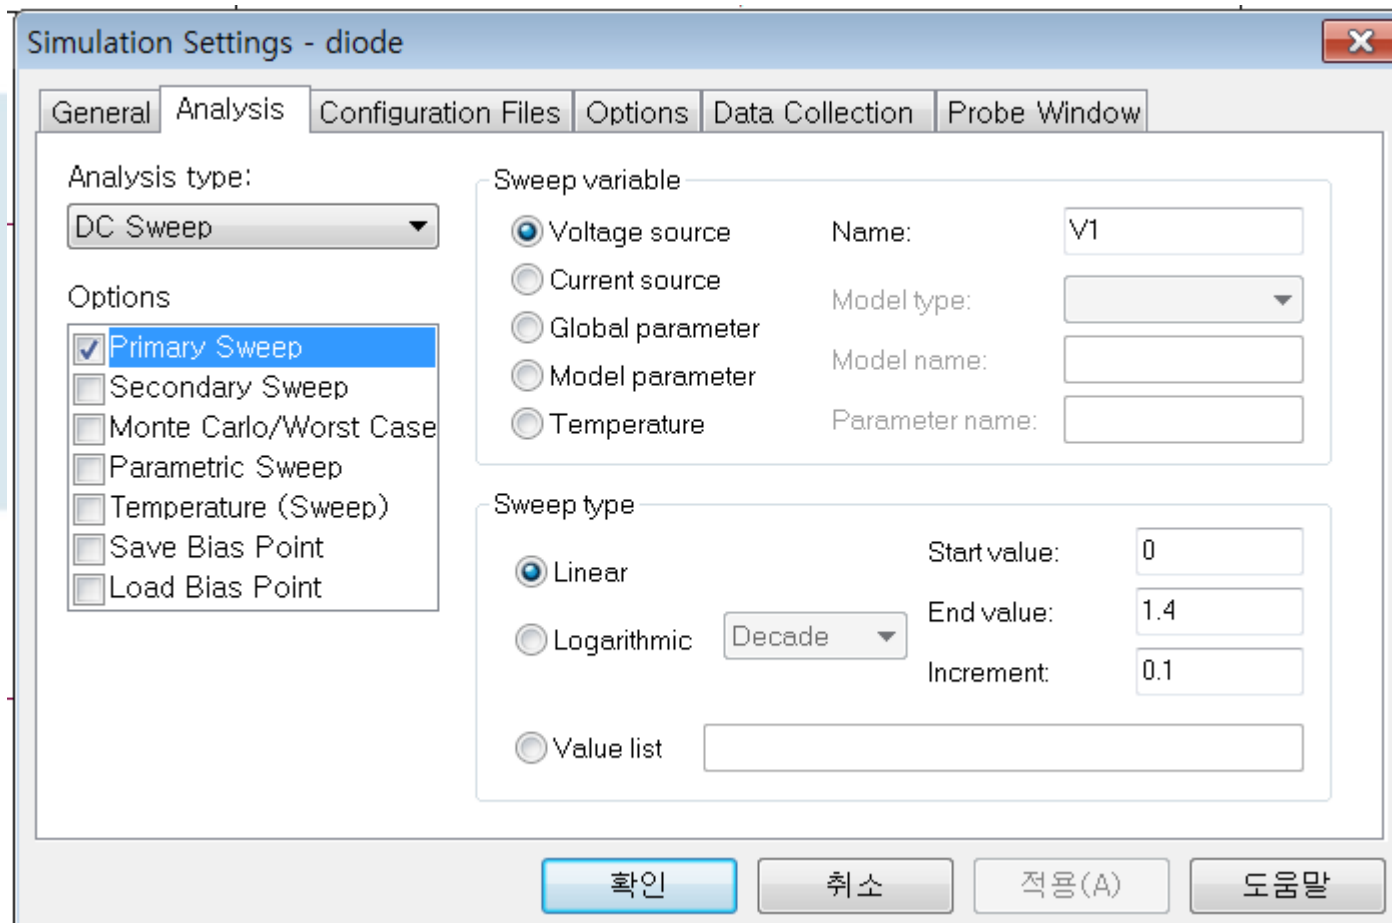 Simulation Settings - diode
General Analysis Configuration Files Options Data Collection Probe Window
Analysis type:
DC Sweep
Options
Primary Sweep
Secondary Sweep
Monte Carlo/Worst Case
Parametric Sweep
Temperature (Sweep)
Save Bias Point
Load Bias Point
Sweep variable
Voltage source
Current source
Global parameter
Model parameter
Temperature
Name: V1
Model type:
Model name:
Parameter name:
Sweep type
Linear
Logarithmic Decade
Value list
Start value: 0
End value: 1.4
Increment: 0.1
확인 취소 적용(A) 도움말